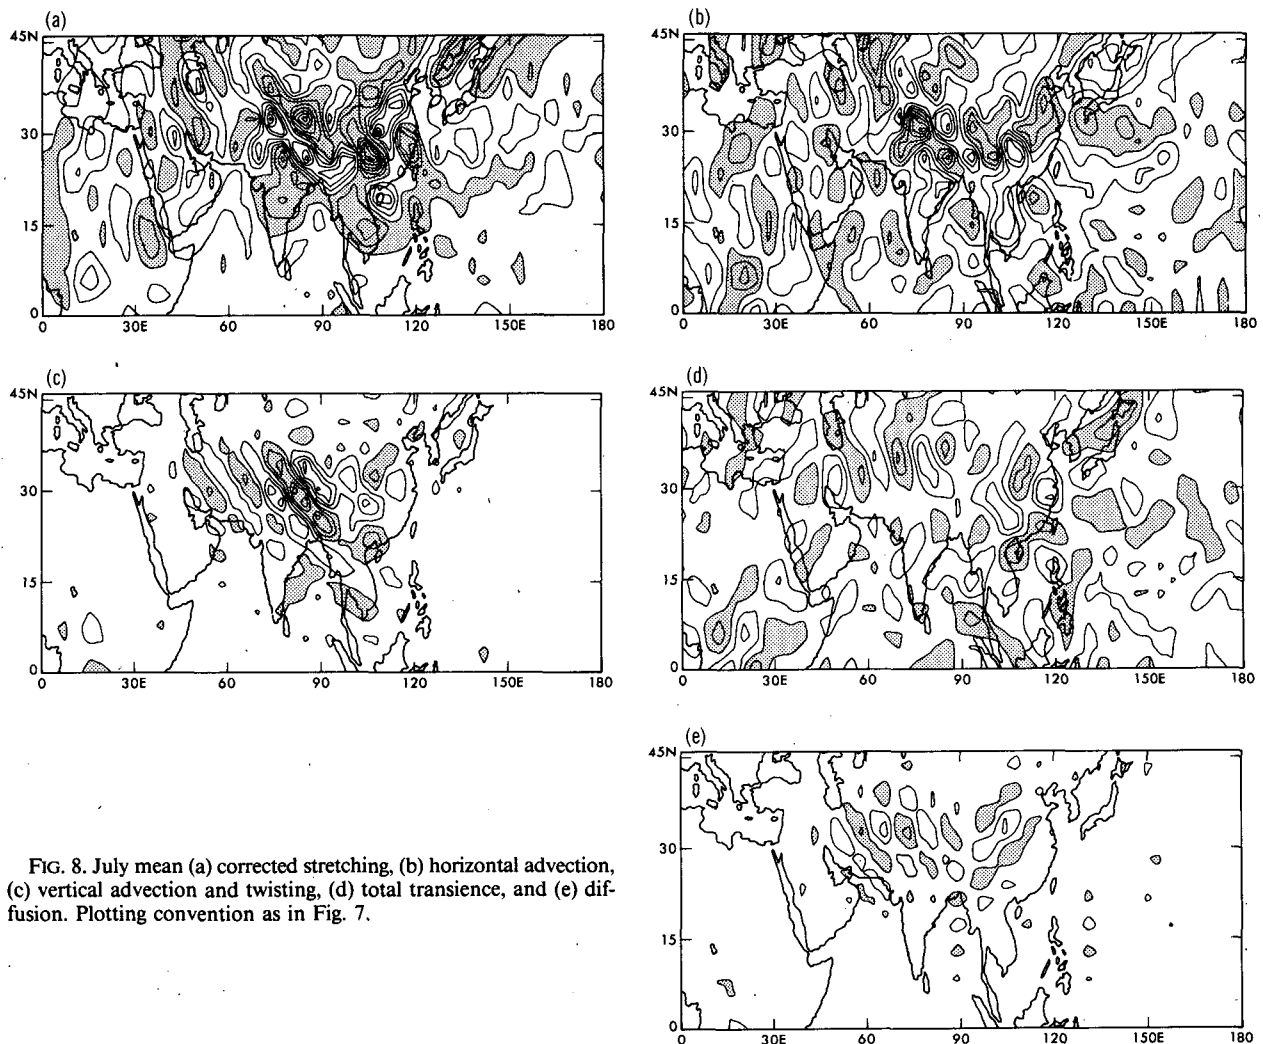 (a)
45N
30
15
0
0 30E 60 90 120 150E 180
(b)
45N
30
15
0
0 30E 60 90 120 150E 180
(c)
45N
30
15
0
0 30E 60 90 120 150E 180
(d)
45N
30
15
0
0 30E 60 90 120 150E 180
(e)
45N
30
15
0
0 30E 60 90 120 150E 180
FIG. 8. July mean (a) corrected stretching, (b) horizontal advection,
(c) vertical advection and twisting, (d) total transience, and (e) dif-
fusion. Plotting convention as in Fig. 7.